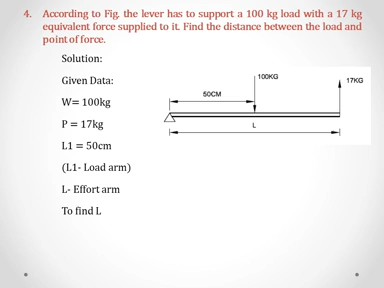 4. According to Fig. the lever has to support a 100 kg load with a 17 kg
equivalent force supplied to it. Find the distance between the load and
point of force.
Solution:
Given Data:
W= 100kg
P = 17kg
L1 = 50cm
(L1- Load arm)
L- Effort arm
To find L
100KG
17KG
50CM
L